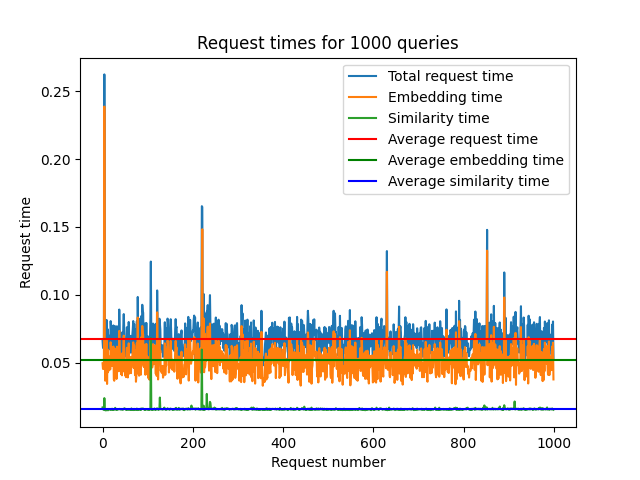 Request times for 1000 queries
Total request time
Embedding time
Similarity time
Average request time
Average embedding time
Average similarity time
Request time
0.25
0.20
0.15
0.10
0.05
0
200
400
600
800
1000
Request number